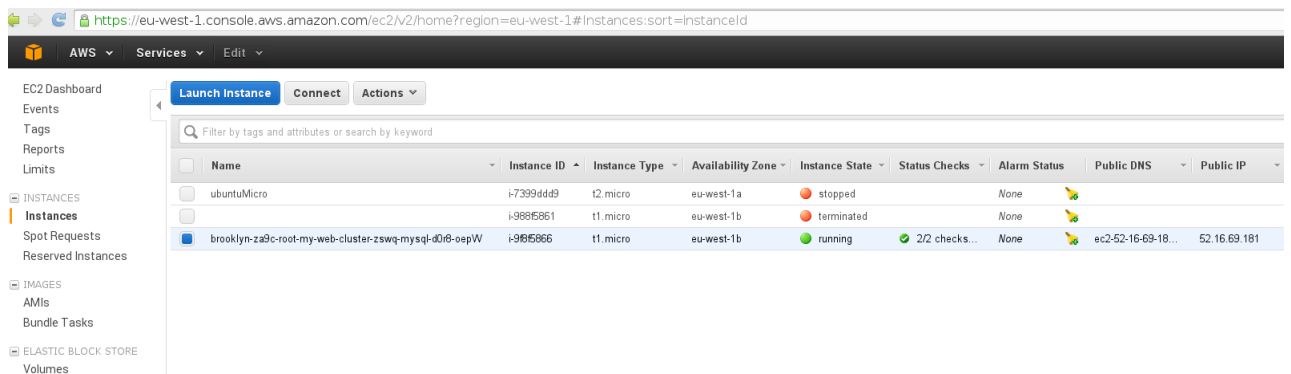 https://eu-west-1.console.aws.amazon.com/ec2/v2/home?region=eu-west-1#Instances:sort=instanceId
AWS Services Edit
EC2 Dashboard
Events
Tags
Reports
Limits
INSTANCES
Instances
Spot Requests
Reserved Instances
IMAGES
AMIs
Bundle Tasks
ELASTIC BLOCK STORE
Volumes
Launch Instance Connect Actions
Filter by tags and attributes or search by keyword
Name Instance ID Instance Type Availability Zone Instance State Status Checks Alarm Status Public DNS Public IP
ubuntuMicro i-7399ddd9 t2.micro eu-west-1a stopped None
i-988f5861 t1.micro eu-west-1b terminated None
brooklyn-za9c-root-my-web-cluster-zswq-mysql-d0r8-oepW i-9f8f5866 t1.micro eu-west-1b running 2/2 checks... None ec2-52-16-69-18... 52.16.69.181